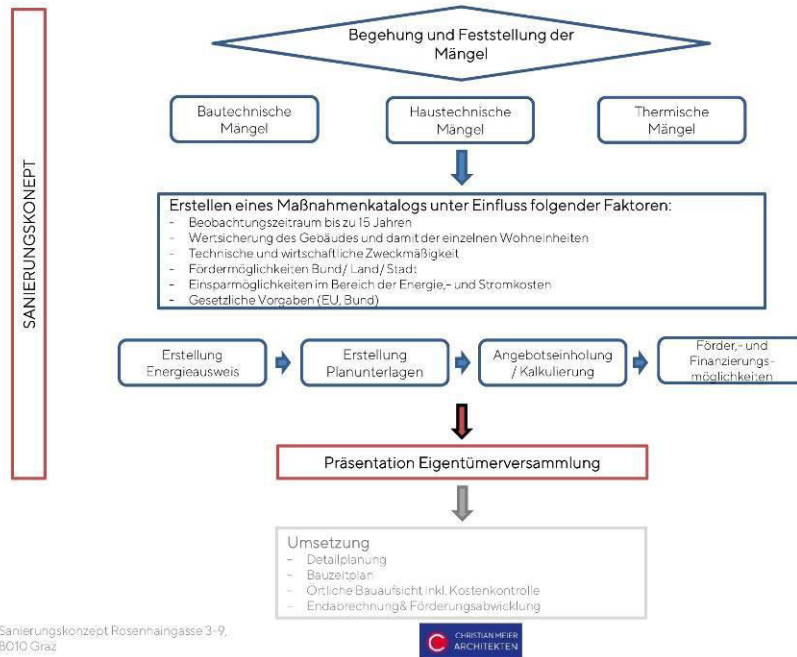 SANIERUNGSKONEPT
Begehung und Feststellung der
Mängel
Bautechnische
Mängel
Haustechnische
Mängel
Thermische
Mängel
Erstellen eines Maßnahmenkatalogs unter Einfluss folgender Faktoren:
- Beobachtungszeitraum bis zu 15 Jahren
- Wertsicherung des Gebäudes und damit der einzelnen Wohneinheiten
- Technische und wirtschaftliche Zweckmäßigkeit
- Fördermöglichkeiten Bund/ Land/ Stadt
- Einsparmöglichkeiten im Bereich der Energie,- und Stromkosten
- Gesetzliche Vorgaben (EU, Bund)
Erstellung
Energieausweis
Erstellung
Planunterlagen
Angebotseinholung
/ Kalkulierung
Förder,- und
Finanzierungs-
möglichkeiten
Präsentation Eigentümerversammlung
Umsetzung
- Detailplanung
- Bauzeitplan
- Örtliche Bauaufsicht inkl. Kostenkontrolle
- Endabrechnung& Förderungsabwicklung
Sanierungskonzept Rosenhaingasse 3-9,
8010 Graz
C CHRISTIAN MEIER
ARCHITEKTEN